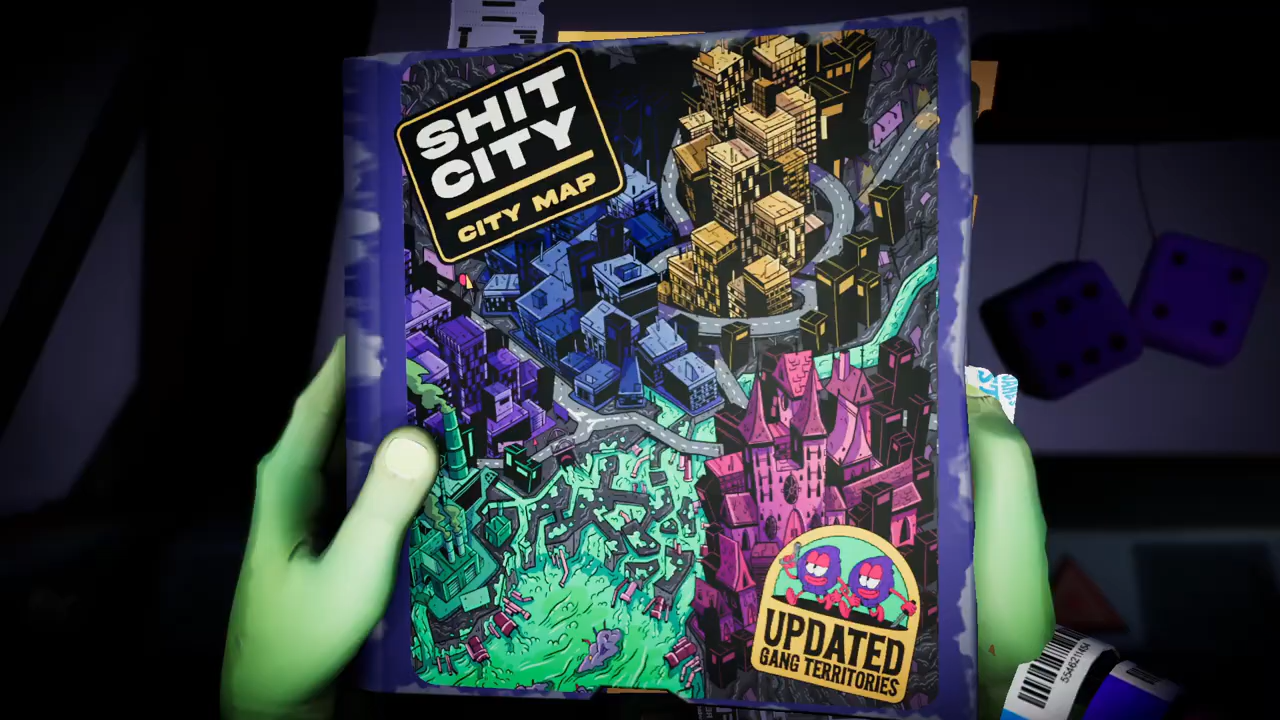 SHIT
CITY
CITY MAP
UPDATED
GANG TERRITORIES